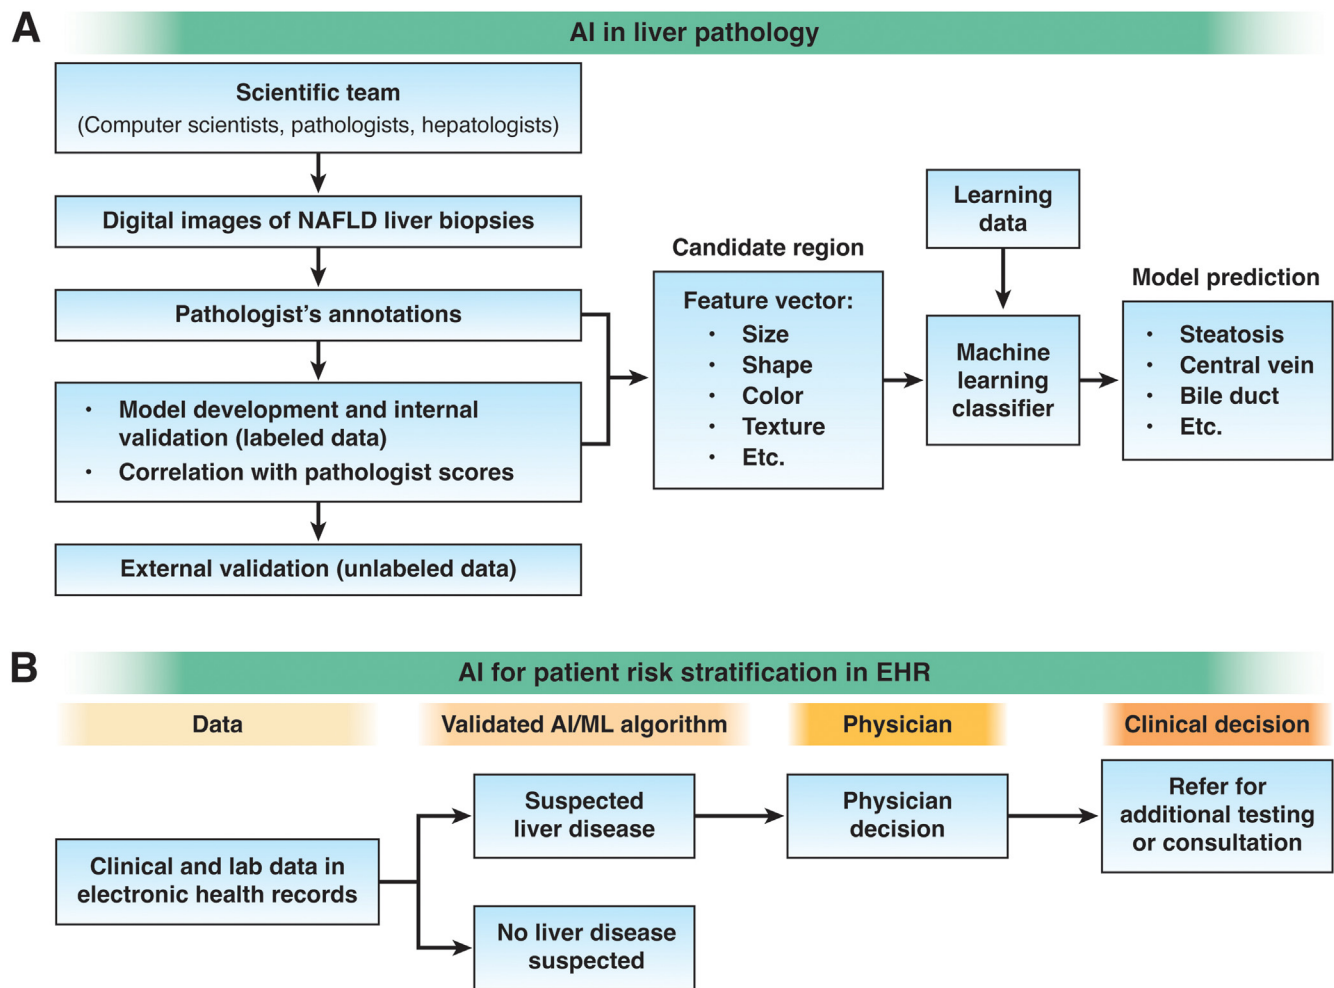 A
AI in liver pathology
Scientific team
(Computer scientists, pathologists, hepatologists)
Digital images of NAFLD liver biopsies
Pathologist’s annotations
• Model development and internal
validation (labeled data)
• Correlation with pathologist scores
External validation (unlabeled data)
Candidate region
Feature vector:
• Size
• Shape
• Color
• Texture
• Etc.
Learning
data
Machine
learning
classifier
Model prediction
• Steatosis
• Central vein
• Bile duct
• Etc.
B
AI for patient risk stratification in EHR
Data
Validated AI/ML algorithm
Physician
Clinical decision
Clinical and lab data in
electronic health records
Suspected
liver disease
No liver disease
suspected
Physician
decision
Refer for
additional testing
or consultation